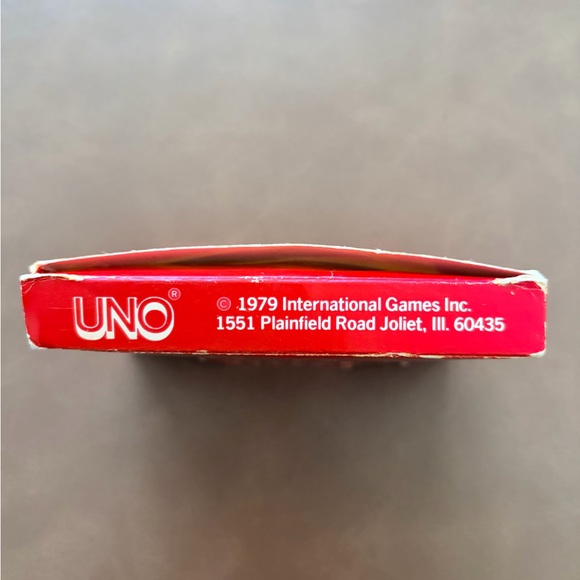 UNO®
© 1979 International Games Inc.
1551 Plainfield Road Joliet, Ill. 60435